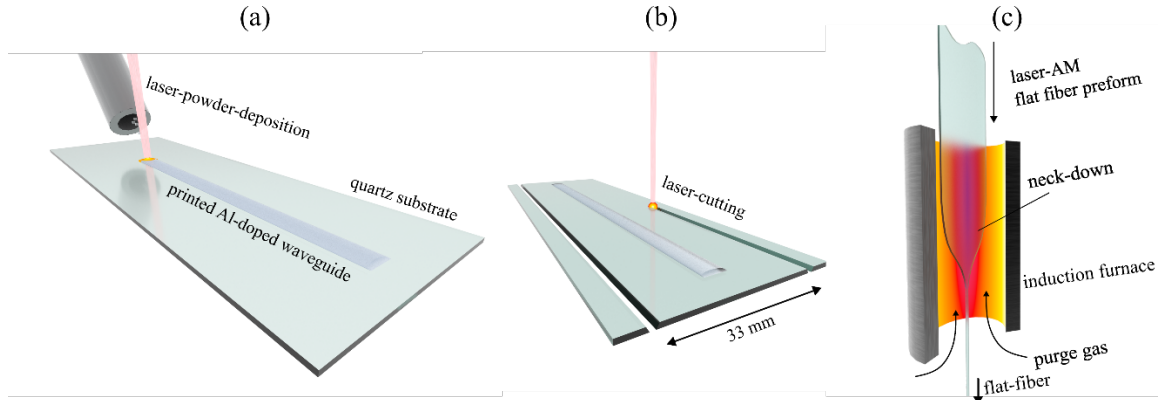 (a)
laser-powder-deposition
quartz substrate
printed Al-doped waveguide
(b)
laser-cutting
33 mm
(c)
laser-AM
flat fiber preform
neck-down
induction furnace
purge gas
flat-fiber